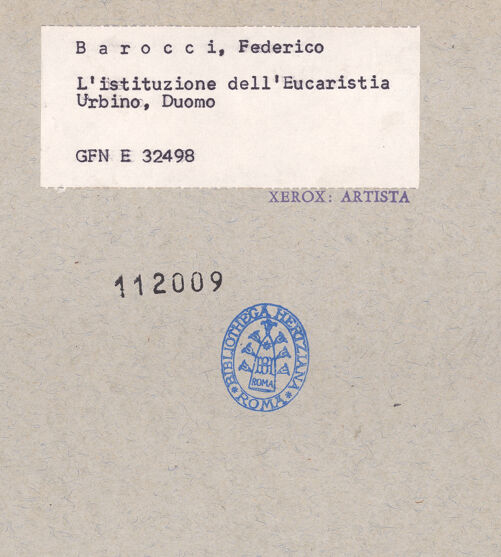 B a r o c c i, Federico
L'istituzione dell'Eucaristia
Urbino, Duomo
GFN E 32498
XEROX: ARTISTA
112009
BIBLIOTHECA HERTZIANA
ROMA
* ROMA *